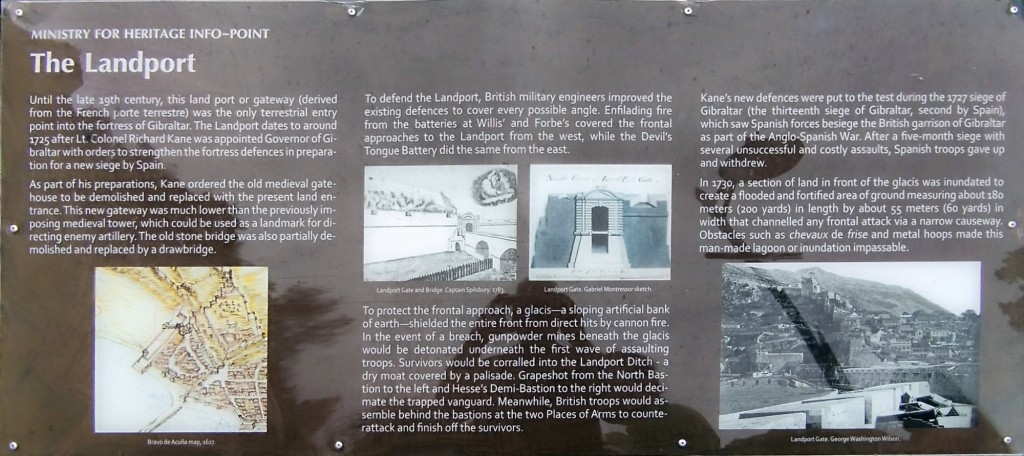 MINISTRY FOR HERITAGE INFO-POINT
The Landport
Until the late 19th century, this land port or gateway (derived
from the French porte terrestre) was the only terrestrial entry
point into the fortress of Gibraltar. The Landport dates to around
1725 after Lt. Colonel Richard Kane was appointed Governor of Gi-
braltar with orders to strengthen the fortress defences in prepara-
tion for a new siege by Spain.
As part of his preparations, Kane ordered the old medieval gate-
house to be demolished and replaced with the present land en-
trance. This new gateway was much lower than the previously im-
posing medieval tower, which could be used as a landmark for di-
recting enemy artillery. The old stone bridge was also partially de-
molished and replaced by a drawbridge.
Bravo de Acuña map, 1627.
To defend the Landport, British military engineers improved the
existing defences to cover every possible angle. Enfilading fire
from the batteries at Willis' and Forbe's covered the frontal
approaches to the Landport from the west, while the Devil's
Tongue Battery did the same from the east.
Landport Gate and Bridge. Captain Spilsbury. 1783.
Landport Gate. Gabriel Montressor sketch.
To protect the frontal approach, a glacis—a sloping artificial bank
of earth—shielded the entire front from direct hits by cannon fire.
In the event of a breach, gunpowder mines beneath the glacis
would be detonated underneath the first wave of assaulting
troops. Survivors would be corralled into the Landport Ditch - a
dry moat covered by a palisade. Grapeshot from the North Bas-
tion to the left and Hesse's Demi-Bastion to the right would deci-
mate the trapped vanguard. Meanwhile, British troops would as-
semble behind the bastions at the two Places of Arms to counte-
rattack and finish off the survivors.
Kane's new defences were put to the test during the 1727 siege of
Gibraltar (the thirteenth siege of Gibraltar, second by Spain),
which saw Spanish forces besiege the British garrison of Gibraltar
as part of the Anglo-Spanish War. After a five-month siege with
several unsuccessful and costly assaults, Spanish troops gave up
and withdrew.
In 1730, a section of land in front of the glacis was inundated to
create a flooded and fortified area of ground measuring about 180
meters (200 yards) in length by about 55 meters (60 yards) in
width that channelled any frontal attack via a narrow causeway.
Obstacles such as chevaux de frise and metal hoops made this
man-made lagoon or inundation impassable.
Landport Gate. George Washington Wilson.